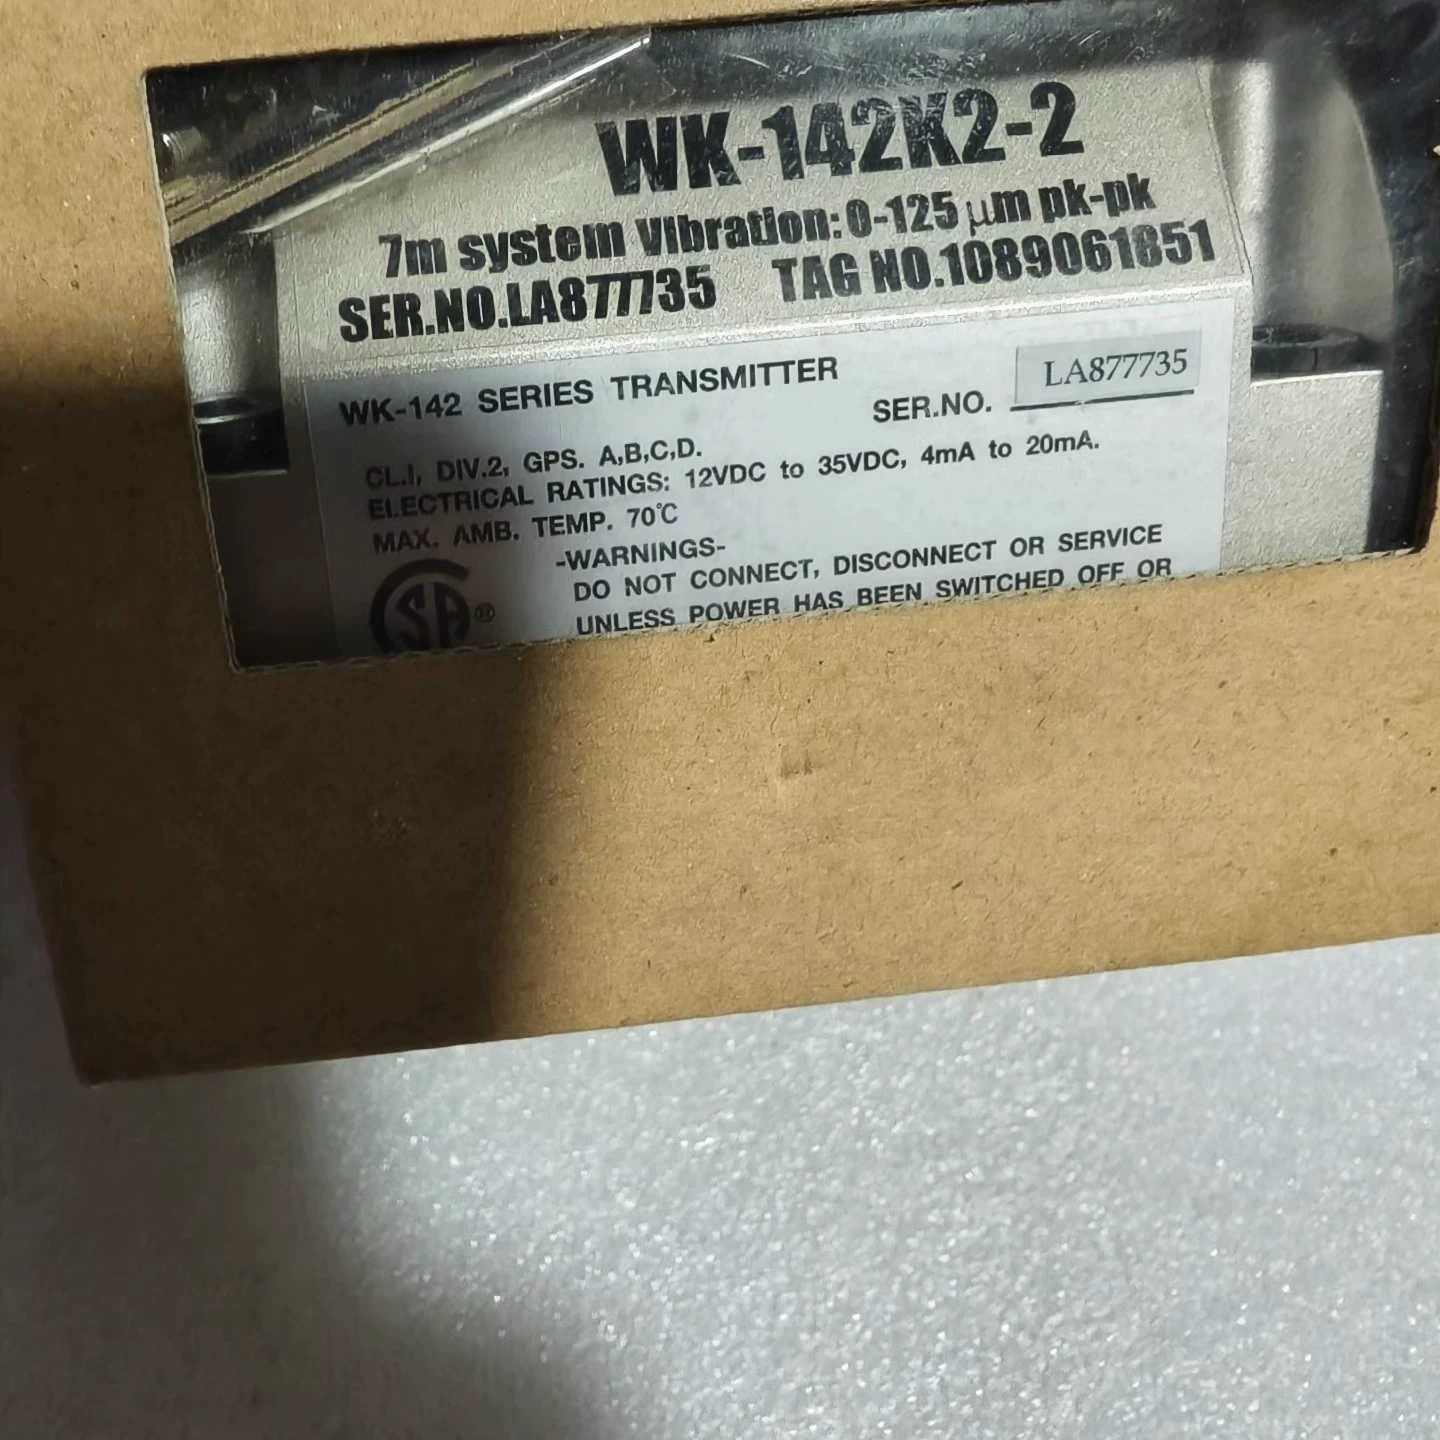 WK-142K2-2
7m system Vibration: 0-125 μm pk-pk
SER.NO.LA877735 TAG NO.1089061851
WK-142 SERIES TRANSMITTER
SER.NO. LA877735
CL.I, DIV.2, GPS. A,B,C,D.
ELECTRICAL RATINGS: 12VDC to 35VDC, 4mA to 20mA.
MAX. AMB. TEMP. 70℃
-WARNINGS-
DO NOT CONNECT, DISCONNECT OR SERVICE
UNLESS POWER HAS BEEN SWITCHED OFF OR
SA®